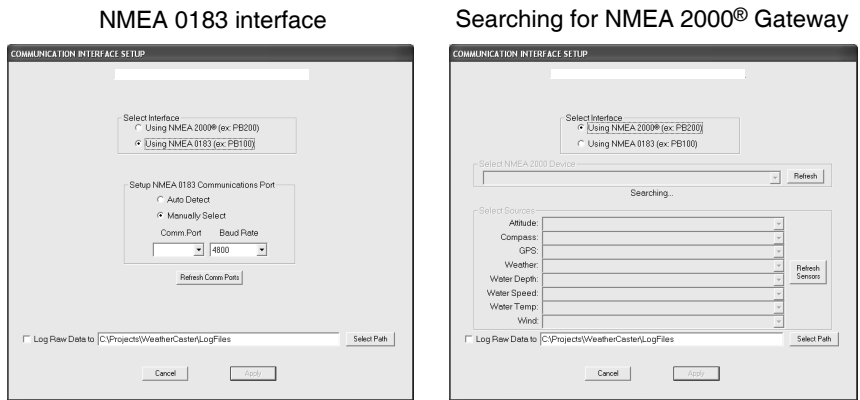 NMEA 0183 interface
COMMUNICATION INTERFACE SETUP
Select Interface
Using NMEA 2000® (ex: PB200)
Using NMEA 0183 (ex: PB100)
Setup NMEA 0183 Communications Port
Auto Detect
Manually Select
Comm.Port Baud Rate
4800
Refresh Comm Ports
Log Raw Data to C:\Projects\WeatherCaster\LogFiles Select Path
Cancel Apply
Searching for NMEA 2000® Gateway
COMMUNICATION INTERFACE SETUP
Select Interface
Using NMEA 2000® (ex: PB200)
Using NMEA 0183 (ex: PB100)
Select NMEA 2000 Device
Refresh
Searching...
Select Sources
Attitude:
Compass:
GPS:
Weather:
Refresh Sensors
Water Depth:
Water Speed:
Water Temp:
Wind:
Log Raw Data to C:\Projects\WeatherCaster\LogFiles Select Path
Cancel Apply